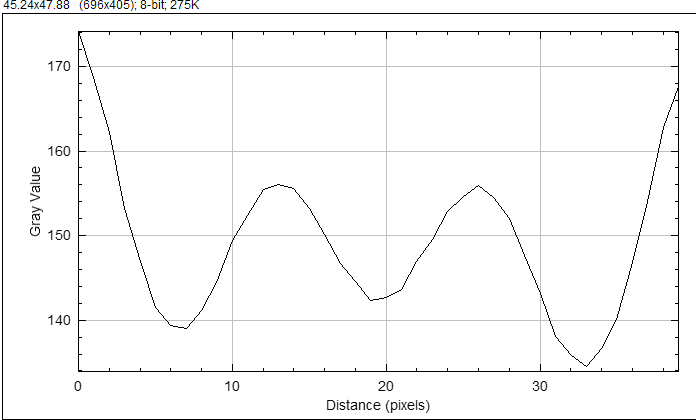 45.24x47.88 (696x405); 8-bit; 275K
170
160
150
140
Gray Value
0 10 20 30
Distance (pixels)